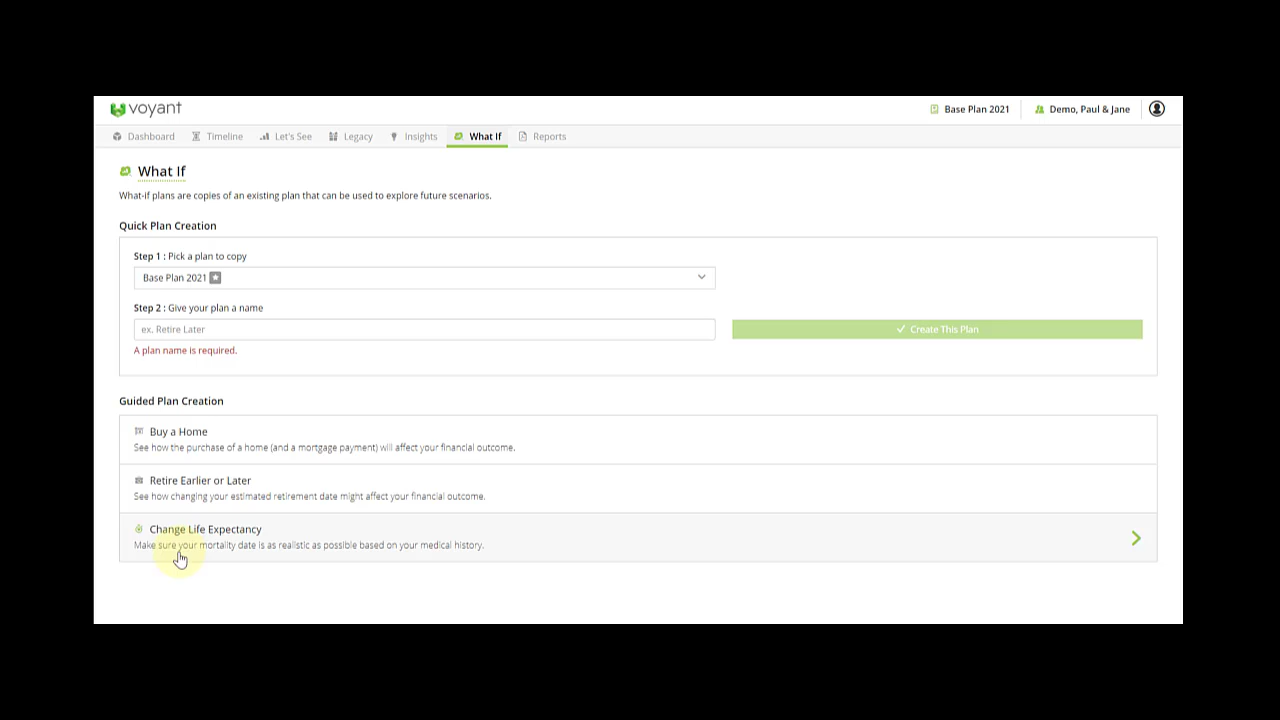 voyant
Base Plan 2021
Demo, Paul & Jane
Dashboard
Timeline
Let's See
Legacy
Insights
What If
Reports
What If
What-if plans are copies of an existing plan that can be used to explore future scenarios.
Quick Plan Creation
Step 1 : Pick a plan to copy
Base Plan 2021
Step 2 : Give your plan a name
ex. Retire Later
Create This Plan
A plan name is required.
Guided Plan Creation
Buy a Home
See how the purchase of a home (and a mortgage payment) will affect your financial outcome.
Retire Earlier or Later
See how changing your estimated retirement date might affect your financial outcome.
Change Life Expectancy
Make sure your mortality date is as realistic as possible based on your medical history.